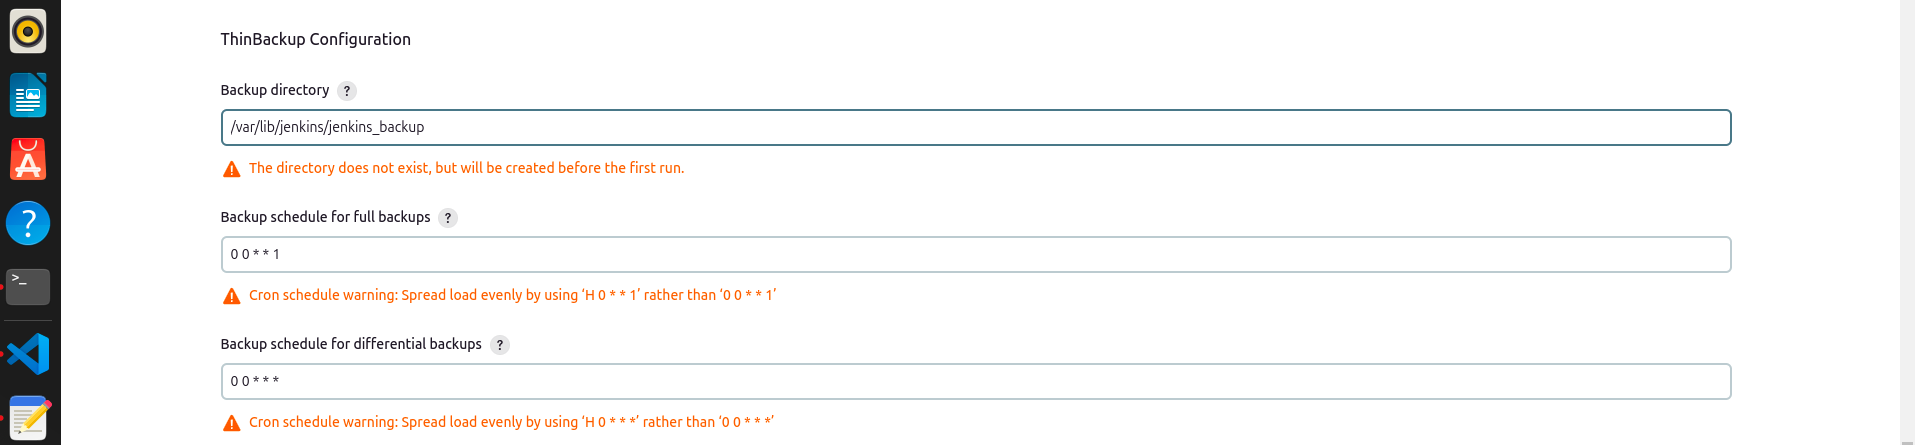 ThinBackup Configuration
Backup directory ?
/var/lib/jenkins/jenkins_backup
The directory does not exist, but will be created before the first run.
Backup schedule for full backups ?
0 0 * * 1
Cron schedule warning: Spread load evenly by using ‘H 0 * * 1’ rather than ‘0 0 * * 1’
Backup schedule for differential backups ?
0 0 * * *
Cron schedule warning: Spread load evenly by using ‘H 0 * * *’ rather than ‘0 0 * * *’